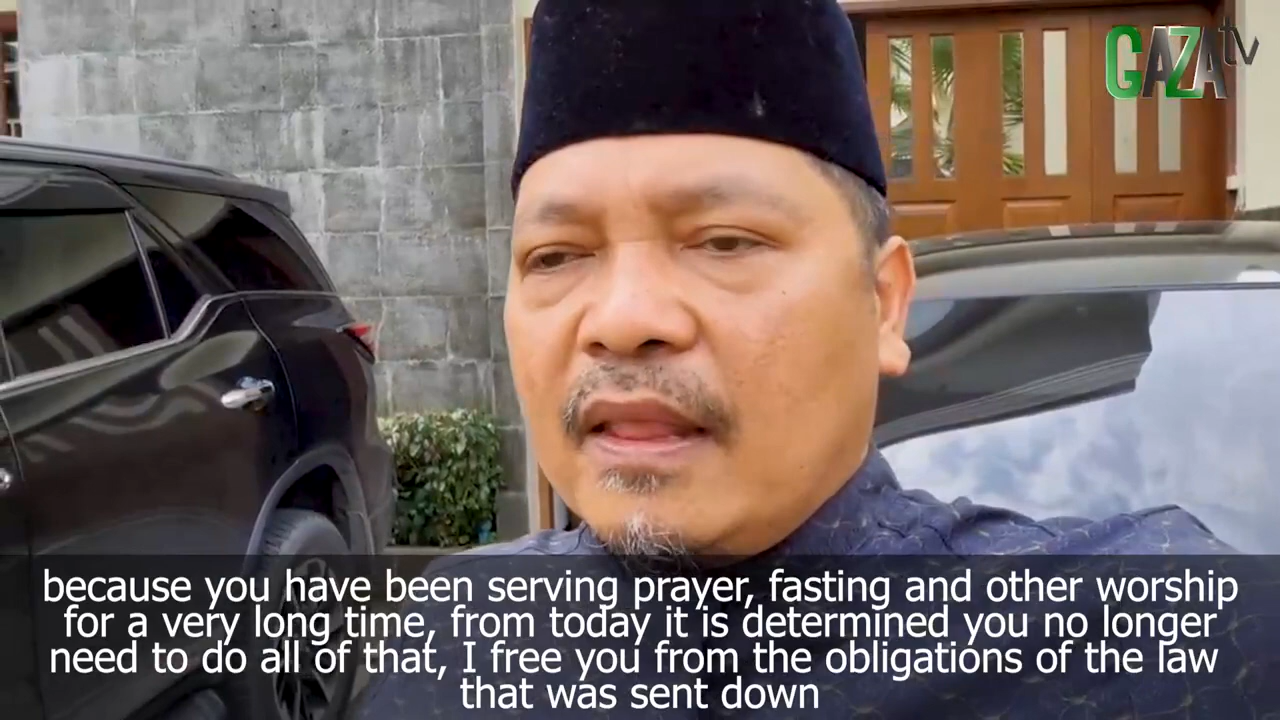 GAZA tv
because you have been serving prayer, fasting and other worship
for a very long time, from today it is determined you no longer
need to do all of that, I free you from the obligations of the law
that was sent down